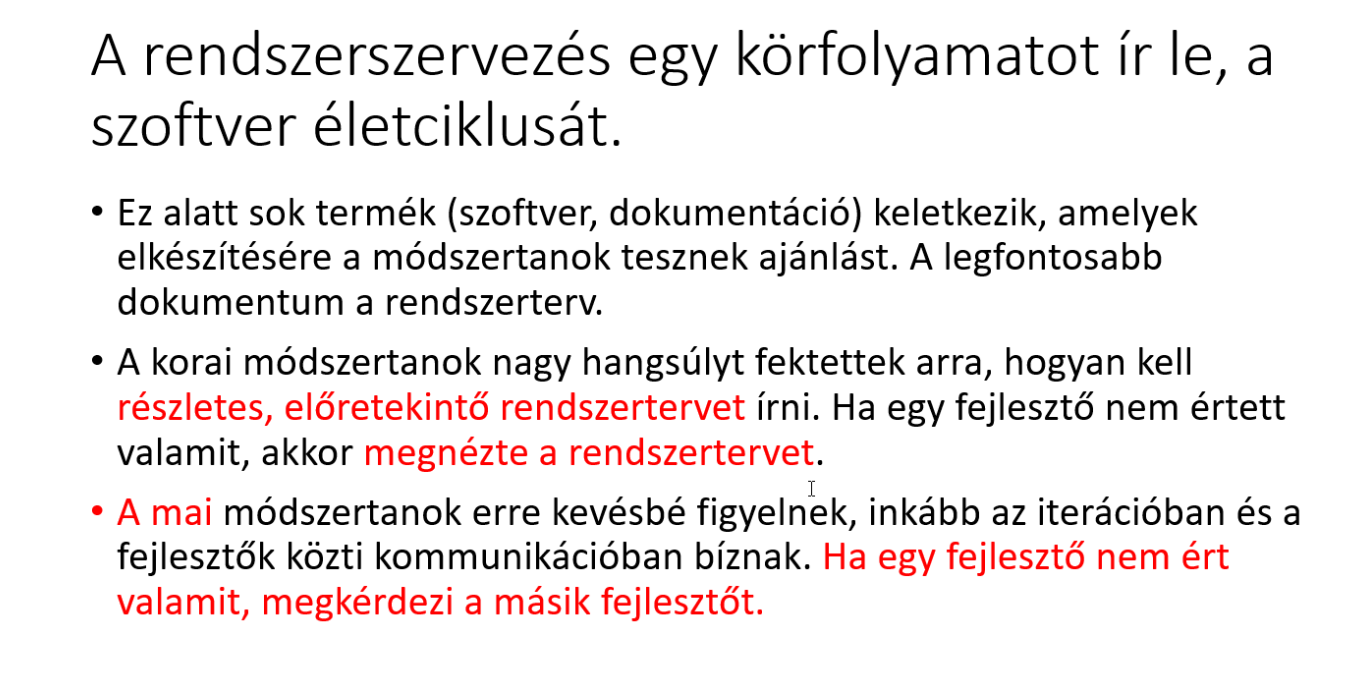 A rendszerszervezés egy körfolyamatot ír le, a
szoftver életciklusát.
• Ez alatt sok termék (szoftver, dokumentáció) keletkezik, amelyek
elkészítésére a módszertanok tesznek ajánlást. A legfontosabb
dokumentum a rendszerterv.
• A korai módszertanok nagy hangsúlyt fektettek arra, hogyan kell
részletes, előretekintő rendszertervet írni. Ha egy fejlesztő nem értett
valamit, akkor megnézte a rendszertervet.
• A mai módszertanok erre kevésbé figyelnek, inkább az iterációban és a
fejlesztők közti kommunikációban bíznak. Ha egy fejlesztő nem ért
valamit, megkérdezi a másik fejlesztőt.